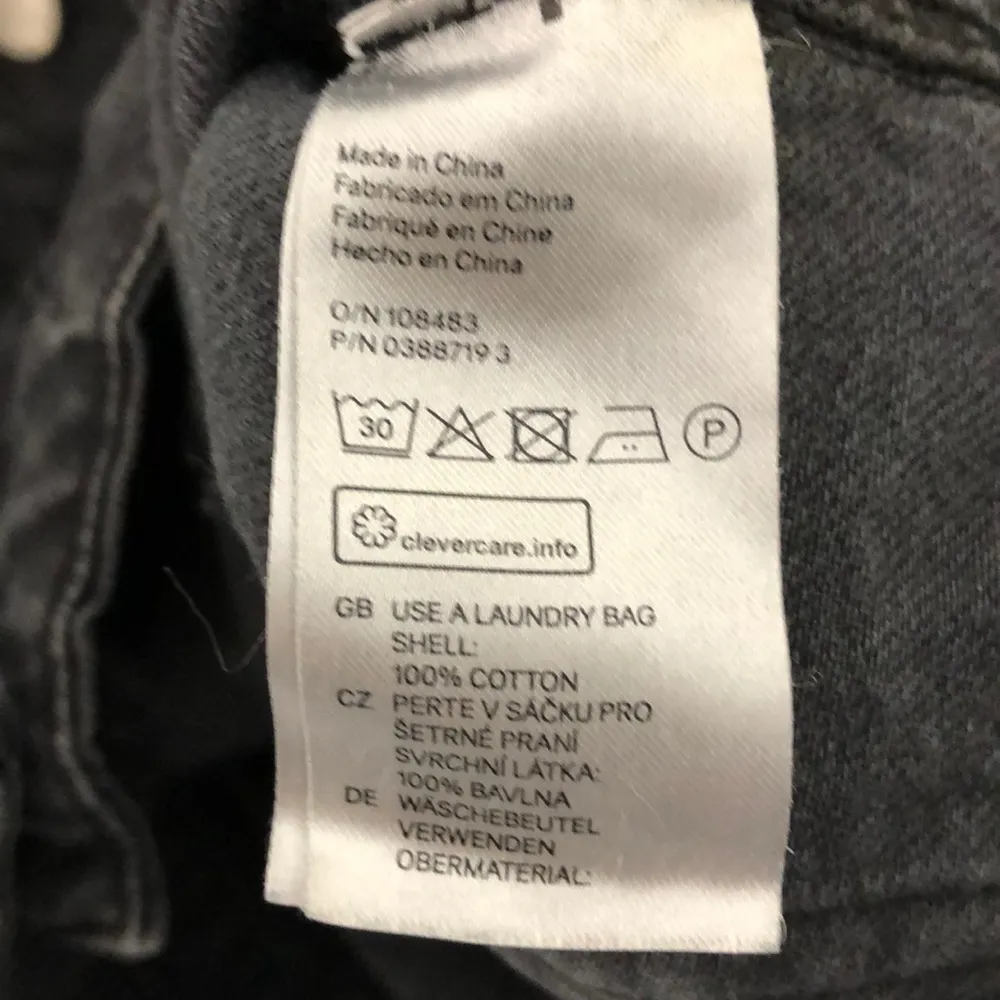 Made in China
Fabricado em China
Fabriqué en Chine
Hecho en China
O/N 108483
P/N 0388719 3
30 P
clevercare.info
GB USE A LAUNDRY BAG
SHELL:
100% COTTON
CZ PERTE V SÁČKU PRO
ŠETRNÉ PRANÍ
SVRCHNÍ LÁTKA:
100% BAVLNA
DE WÄSCHEBEUTEL
VERWENDEN
OBERMATERIAL: